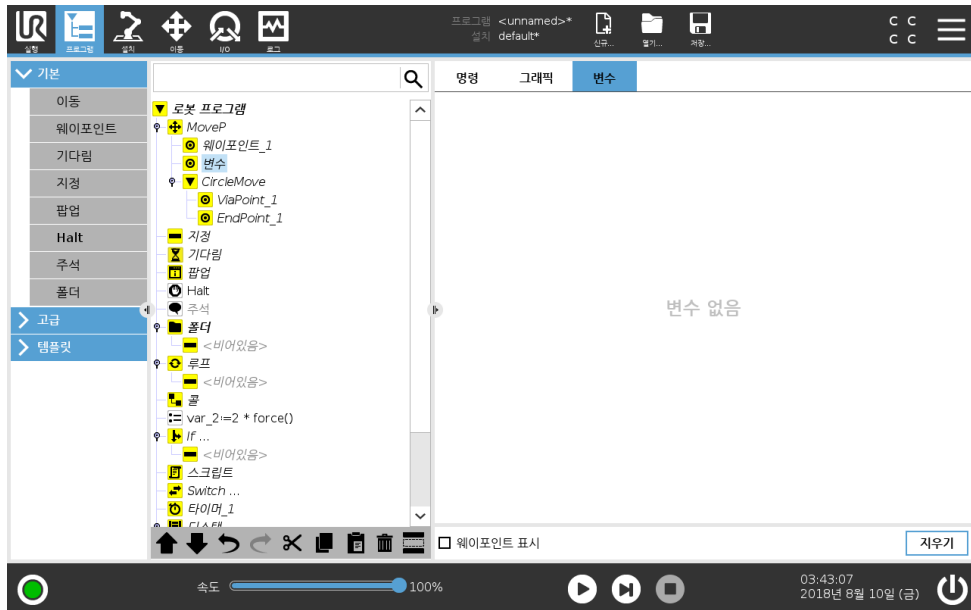 UR
실행
프로그램
설치
이동
I/O
로그
프로그램 <unnamed>*
설치 default*
신규...
열기...
저장...
C C
C C
기본
이동
웨이포인트
기다림
지정
팝업
Halt
주석
폴더
고급
템플릿
로봇 프로그램
MoveP
웨이포인트_1
변수
CircleMove
ViaPoint_1
EndPoint_1
지정
기다림
팝업
Halt
주석
폴더
<비어있음>
루프
<비어있음>
콜
var_2:=2 * force()
If ...
<비어있음>
스크립트
Switch ...
타이머_1
명령 그래픽 변수
변수 없음
웨이포인트 표시
지우기
속도 100%
03:43:07
2018년 8월 10일 (금)